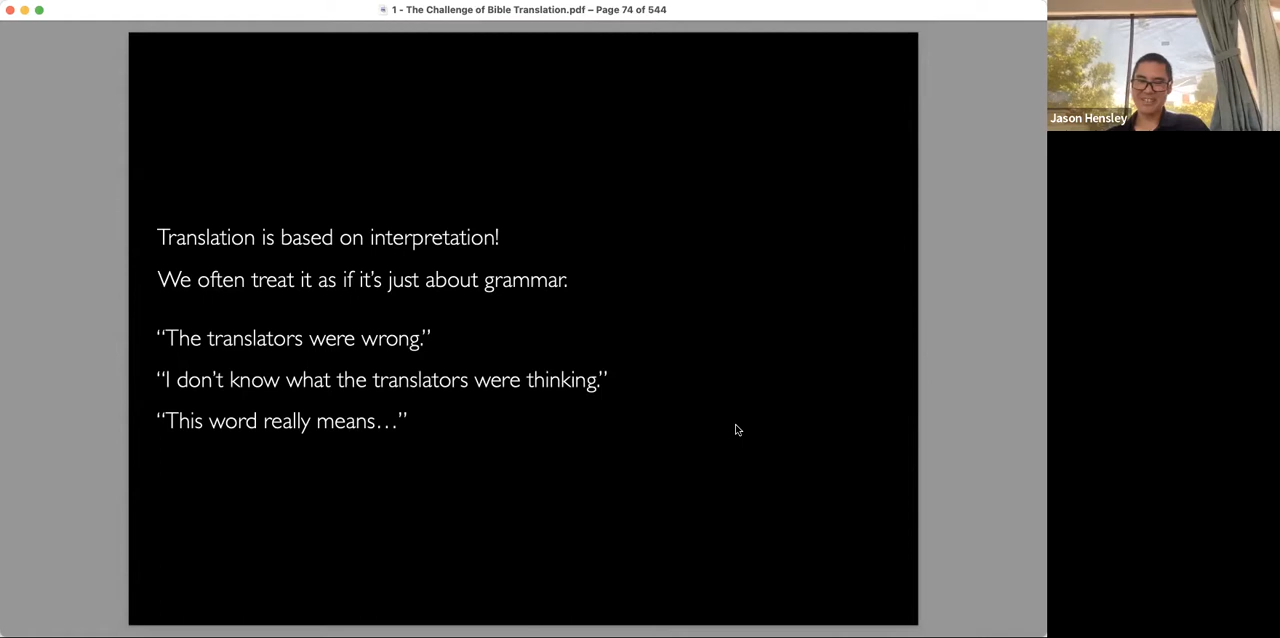 1 - The Challenge of Bible Translation.pdf – Page 74 of 544
Jason Hensley
Translation is based on interpretation!
We often treat it as if it’s just about grammar.
“The translators were wrong.”
“I don’t know what the translators were thinking.”
“This word really means…”